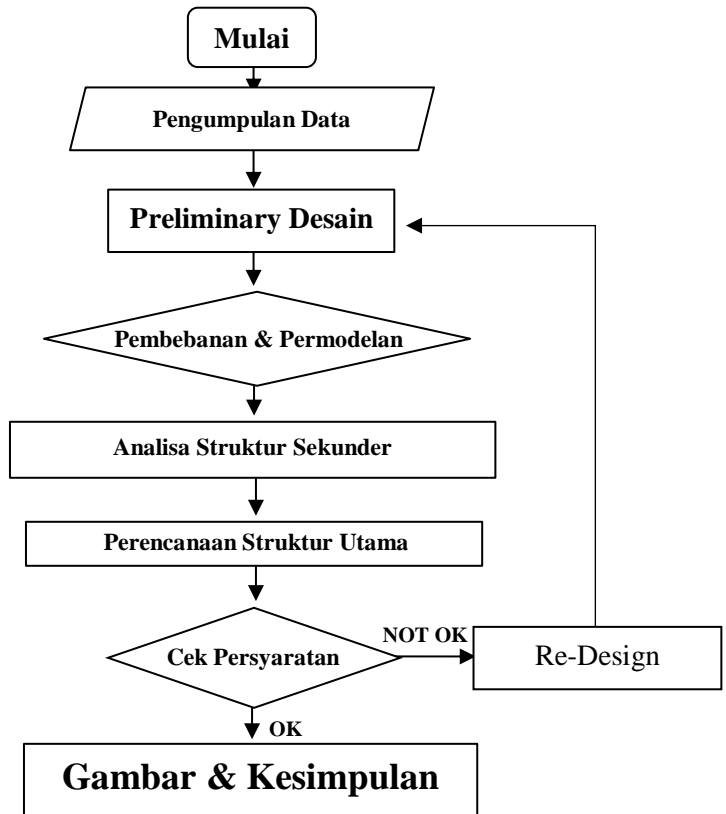 Mulai
Pengumpulan Data
Preliminary Desain
Pembebanan & Permodelan
Analisa Struktur Sekunder
Perencanaan Struktur Utama
Cek Persyaratan
NOT OK
Re-Design
OK
Gambar & Kesimpulan